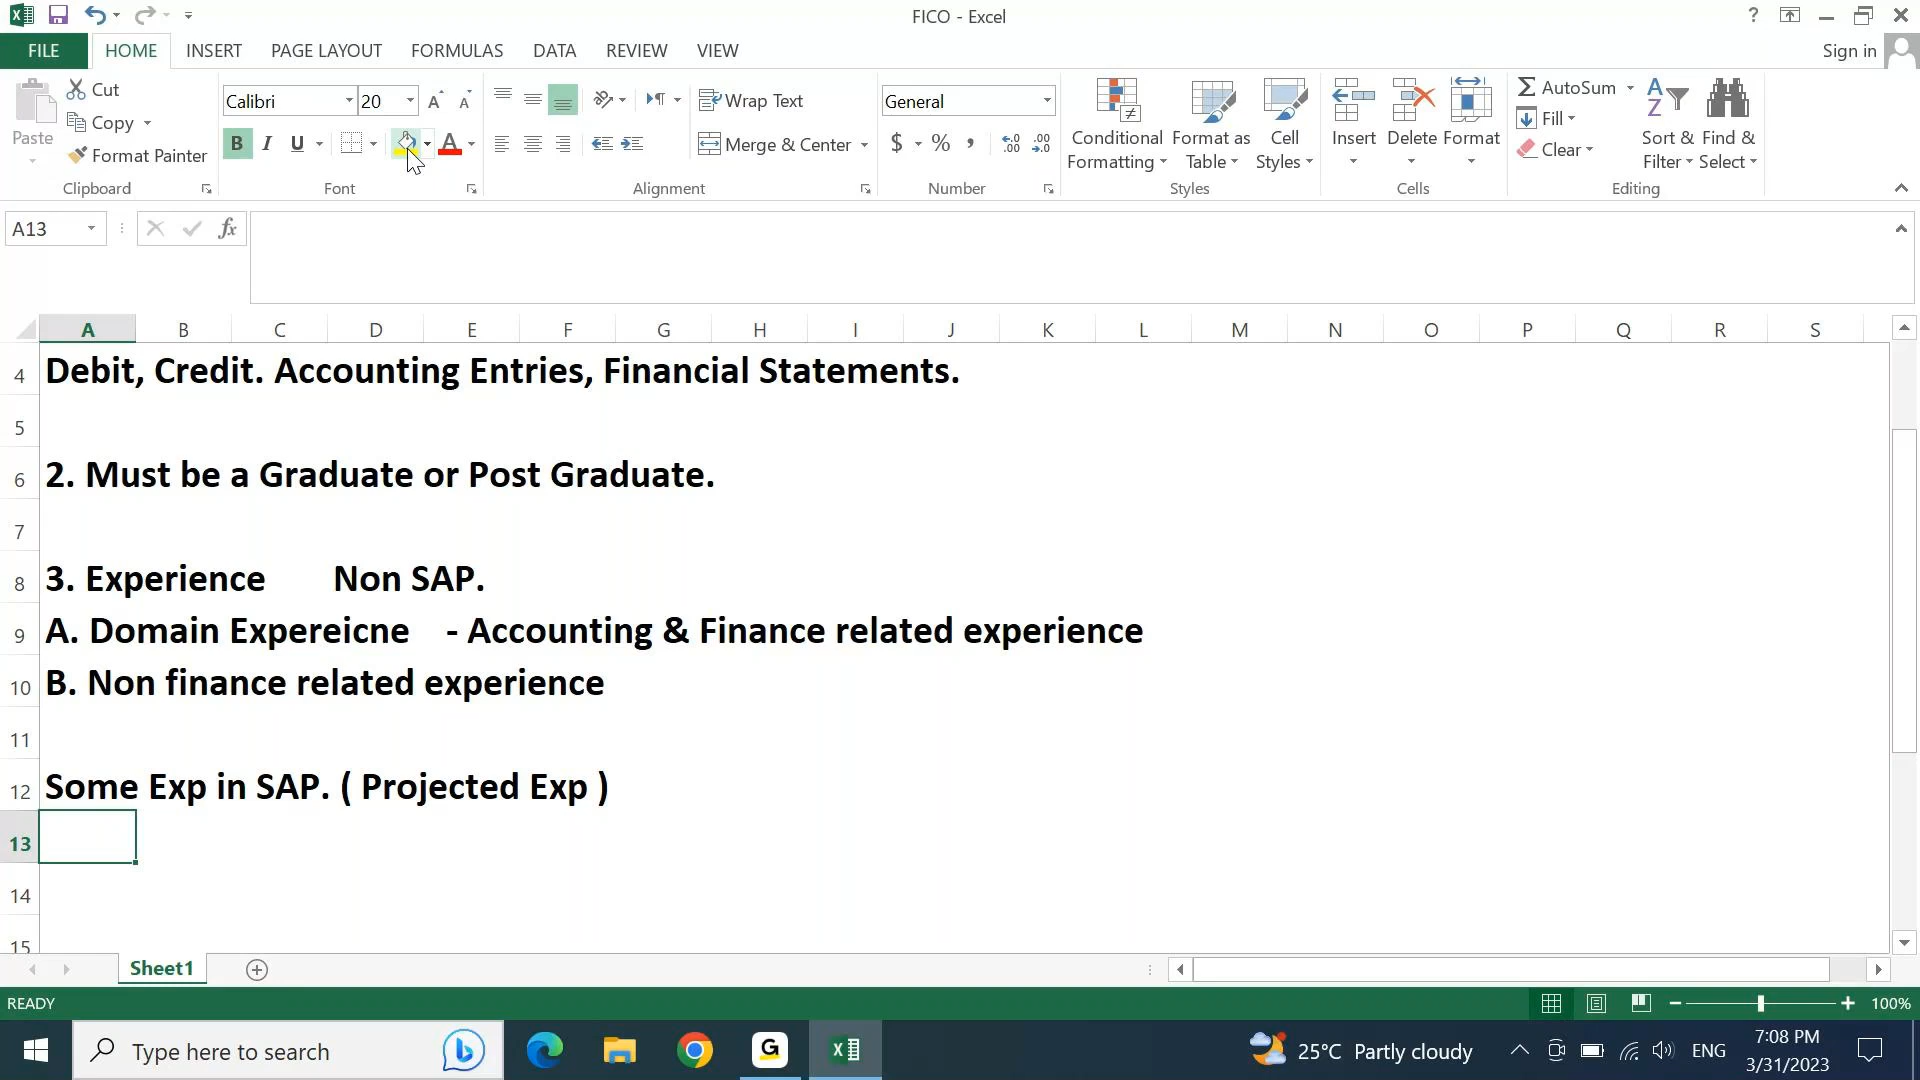 FICO - Excel
?
FILE HOME INSERT PAGE LAYOUT FORMULAS DATA REVIEW VIEW Sign in
Paste
Cut
Copy
Format Painter
Clipboard
Calibri 20
B I U A
Font
Wrap Text
Merge & Center
Alignment
General
$ % ,
Number
Conditional Formatting
Format as Table
Cell Styles
Styles
Insert Delete Format
Cells
AutoSum
Fill
Clear
Sort & Filter
Find & Select
Editing
A13 fx
A B C D E F G H I J K L M N O P Q R S
4 Debit, Credit. Accounting Entries, Financial Statements.
5
6 2. Must be a Graduate or Post Graduate.
7
8 3. Experience Non SAP.
9 A. Domain Expereicne - Accounting & Finance related experience
10 B. Non finance related experience
11
12 Some Exp in SAP. ( Projected Exp )
13
14
15
Sheet1
READY 100%
Type here to search 25°C Partly cloudy ENG
7:08 PM
3/31/2023